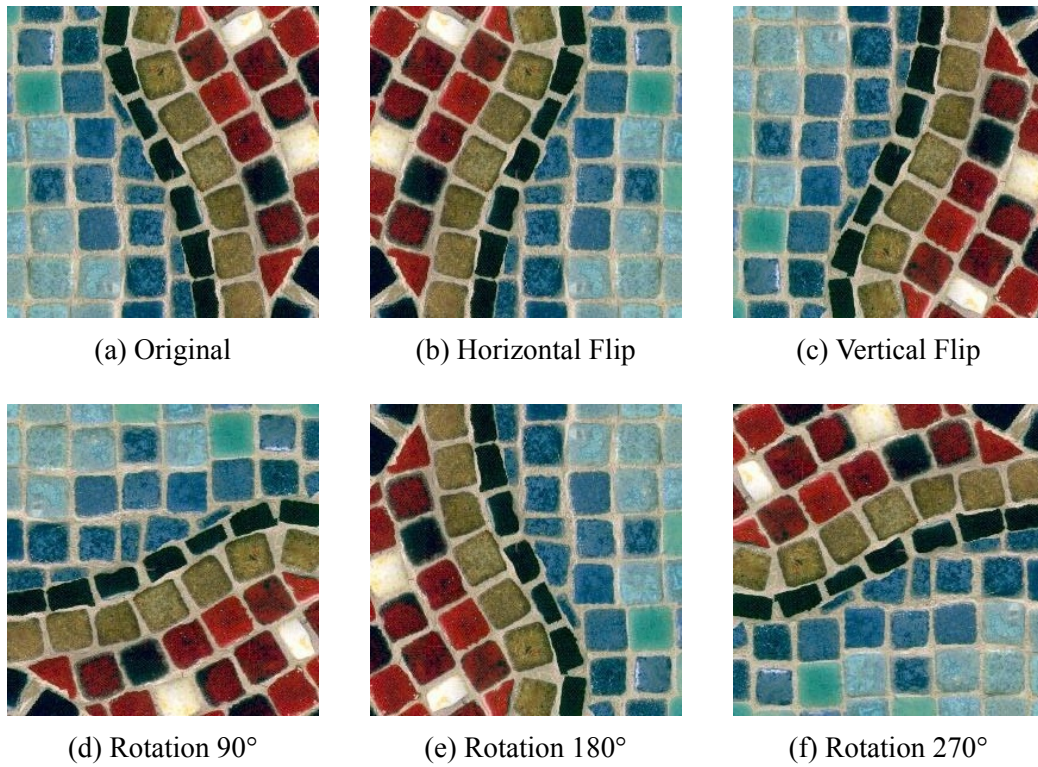 (a) Original
(b) Horizontal Flip
(c) Vertical Flip
(d) Rotation 90°
(e) Rotation 180°
(f) Rotation 270°